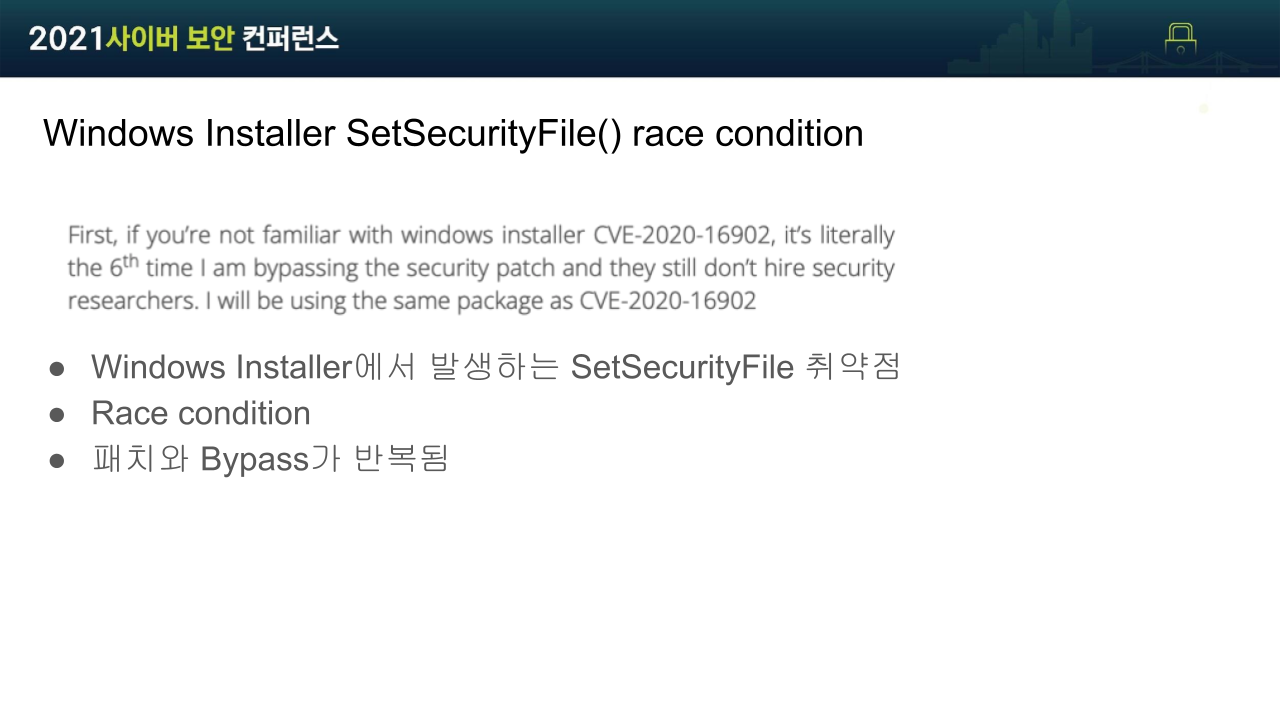 2021사이버 보안 컨퍼런스
Windows Installer SetSecurityFile() race condition
First, if you're not familiar with windows installer CVE-2020-16902, it's literally
the 6th time I am bypassing the security patch and they still don't hire security
researchers. I will be using the same package as CVE-2020-16902
● Windows Installer에서 발생하는 SetSecurityFile 취약점
● Race condition
● 패치와 Bypass가 반복됨